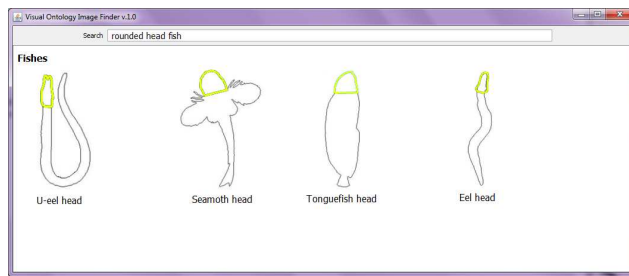 Visual Ontology Image Finder v.1.0
Search rounded head fish
Fishes
U-eel head Seamoth head Tonguefish head Eel head